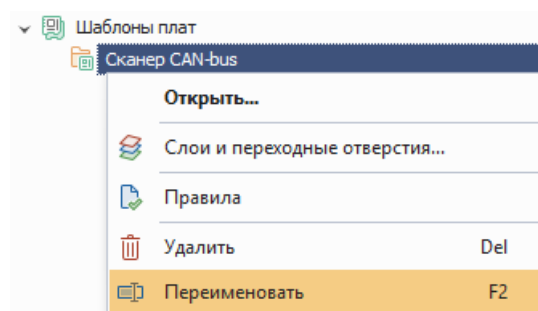 Шаблоны плат
Сканер CAN-bus
Открыть...
Слои и переходные отверстия...
Правила
Удалить Del
Переименовать F2